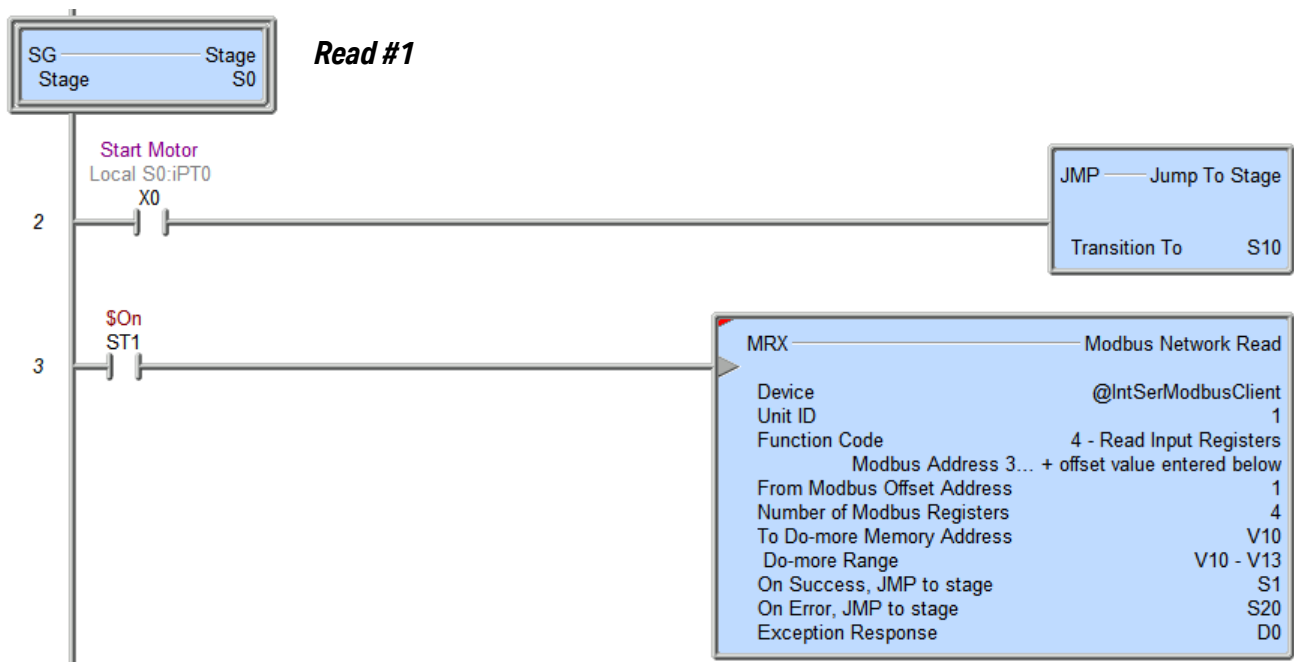 SG Stage
Stage S0
Read #1
Start Motor
Local S0:iPT0
X0
2
JMP Jump To Stage
Transition To S10
$On
ST1
3
MRX Modbus Network Read
Device @IntSerModbusClient
Unit ID 1
Function Code 4 - Read Input Registers
Modbus Address 3... + offset value entered below
From Modbus Offset Address 1
Number of Modbus Registers 4
To Do-more Memory Address V10
Do-more Range V10 - V13
On Success, JMP to stage S1
On Error, JMP to stage S20
Exception Response D0